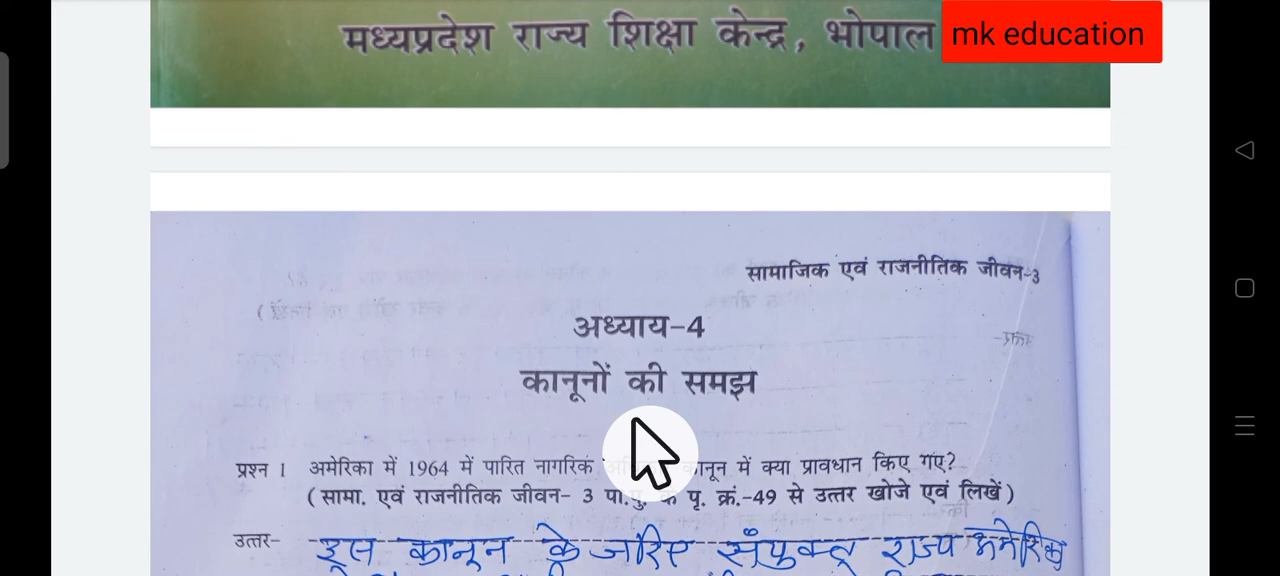 मध्यप्रदेश राज्य शिक्षा केन्द्र, भोपाल
mk education
सामाजिक एवं राजनीतिक जीवन-3
अध्याय-4
कानूनों की समझ
प्रश्न 1 अमेरिका में 1964 में पारित नागरिक कानून में क्या प्रावधान किए गए?
(सामा. एवं राजनीतिक जीवन- 3 पा.पु. के पृ. क्रं.-49 से उत्तर खोजे एवं लिखें)
उत्तर- इस कानून के जरिए संयुक्त राज्य अमेरिका